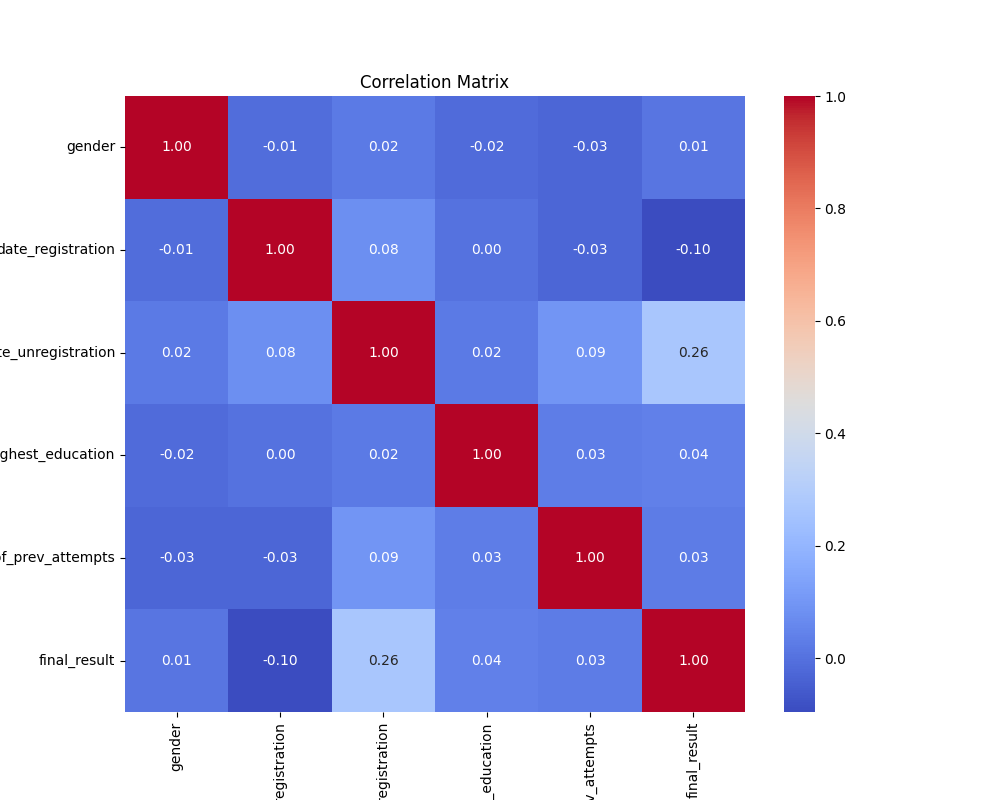 Correlation Matrix
gender 1.00 -0.01 0.02 -0.02 -0.03 0.01
date_registration -0.01 1.00 0.08 0.00 -0.03 -0.10
te_unregistration 0.02 0.08 1.00 0.02 0.09 0.26
ghest_education -0.02 0.00 0.02 1.00 0.03 0.04
of_prev_attempts -0.03 -0.03 0.09 0.03 1.00 0.03
final_result 0.01 -0.10 0.26 0.04 0.03 1.00
gender
registration
registration
_education
v_attempts
final_result
1.0
0.8
0.6
0.4
0.2
0.0